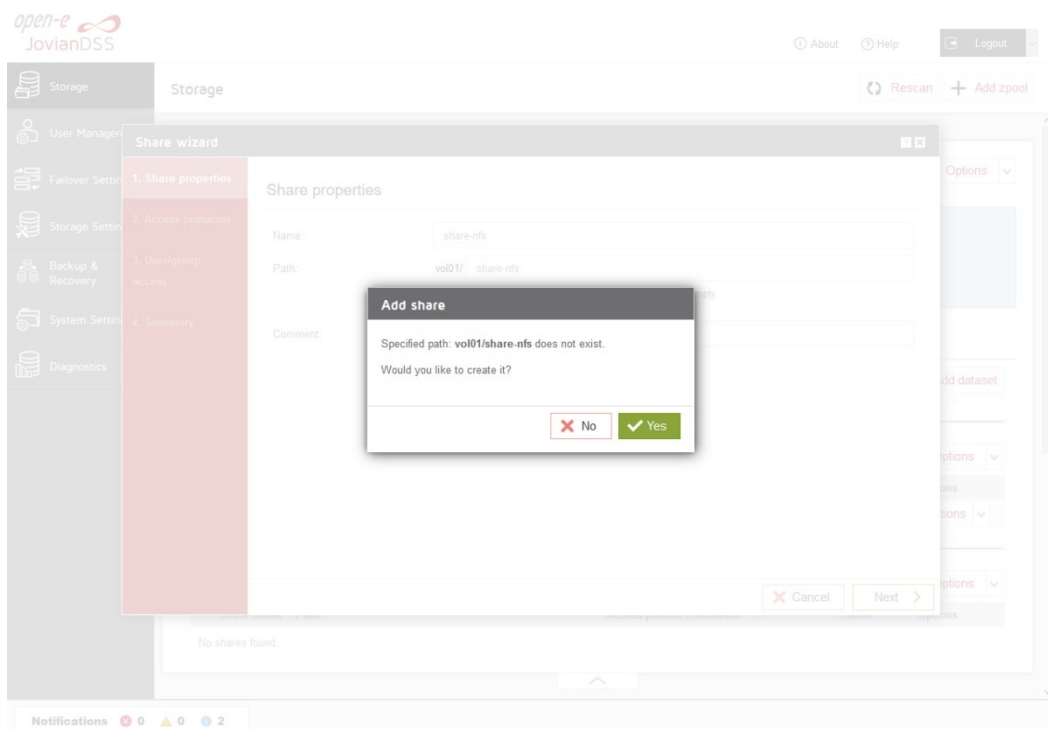 open-e
JovianDSS
About
Help
Logout
Storage
Storage
Rescan
Add zpool
User Manager
Share wizard
Failover Settin
1. Share properties
Options
Share properties
2. Access protocols
Storage Settin
Name:
share-nfs
3. User/group
access
Backup &
Recovery
Path:
vol01/ share-nfs
System Settin
4. Summary
Comment:
Add share
Specified path: vol01/share-nfs does not exist.
Would you like to create it?
Diagnostics
dd dataset
No
Yes
ptions
ons
tions
Cancel
Next
ptions
Options
No shares found.
Notifications 0 0 2